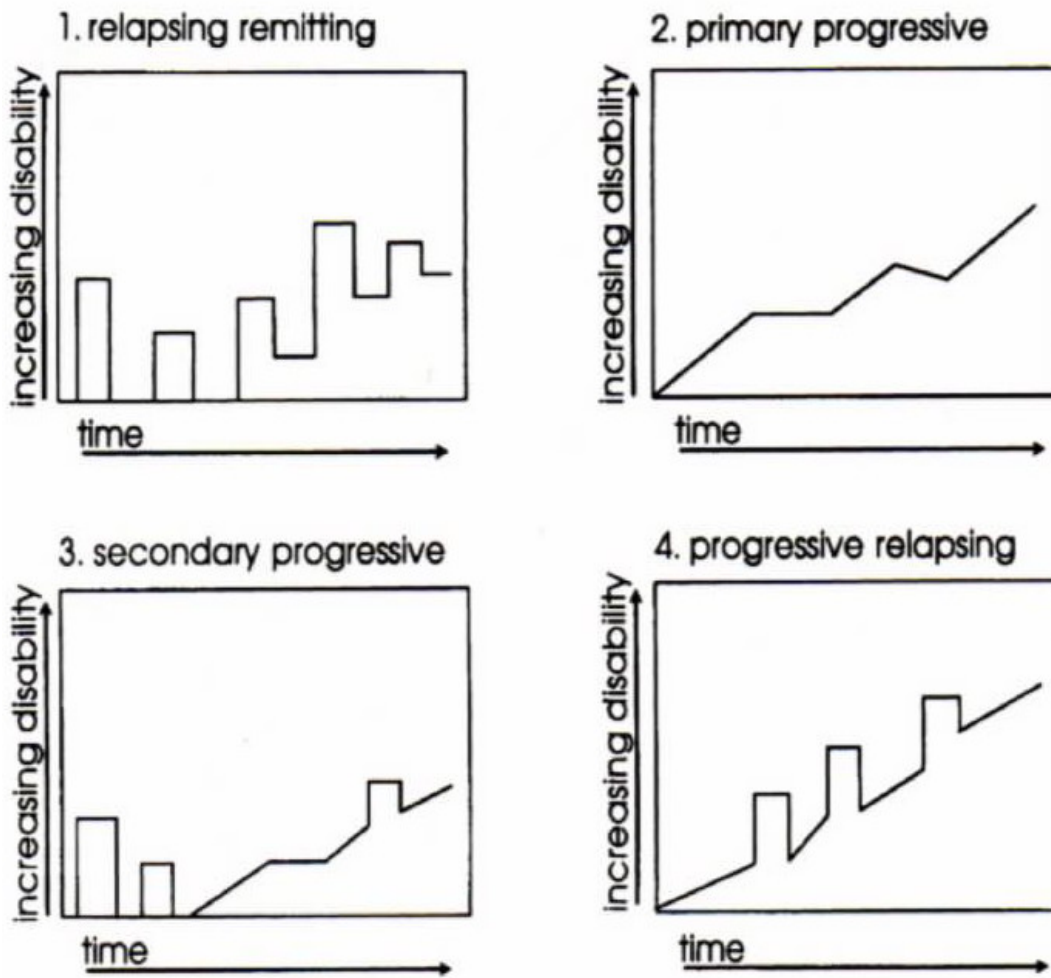 1. relapsing remitting
increasing disability
time
2. primary progressive
increasing disability
time
3. secondary progressive
increasing disability
time
4. progressive relapsing
increasing disability
time